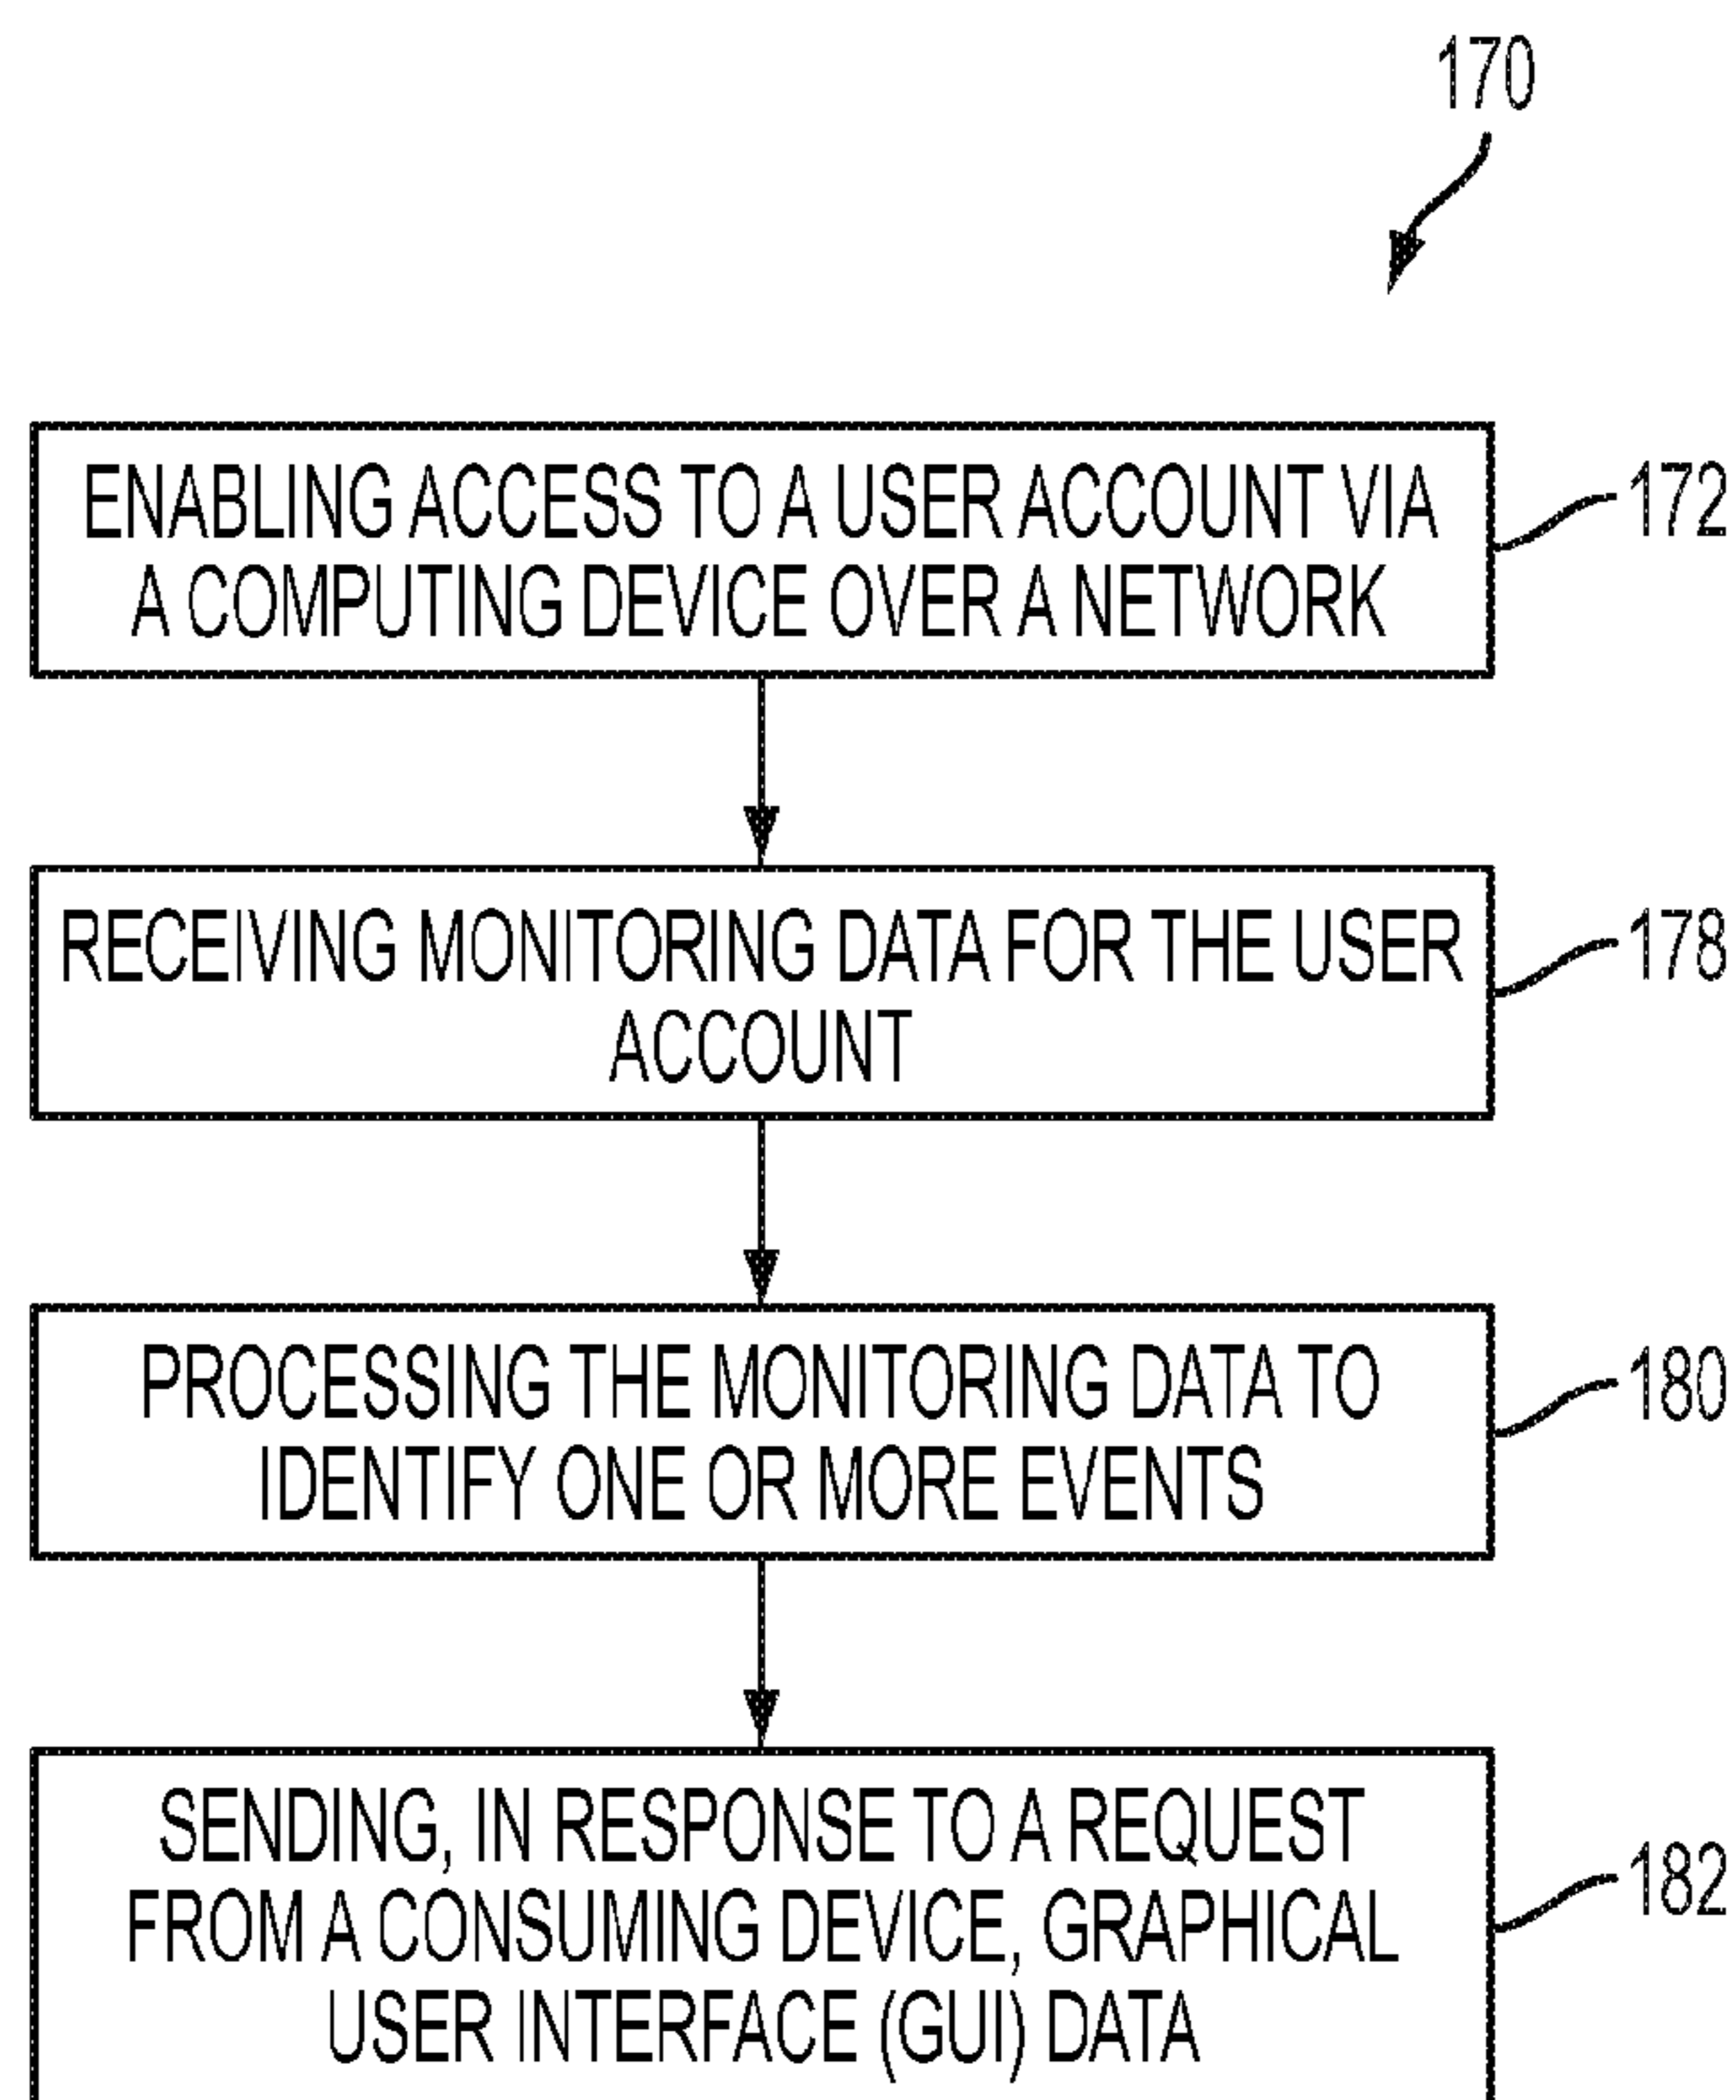 170
ENABLING ACCESS TO A USER ACCOUNT VIA
A COMPUTING DEVICE OVER A NETWORK
172
RECEIVING MONITORING DATA FOR THE USER
ACCOUNT
178
PROCESSING THE MONITORING DATA TO
IDENTIFY ONE OR MORE EVENTS
180
SENDING, IN RESPONSE TO A REQUEST
FROM A CONSUMING DEVICE, GRAPHICAL
USER INTERFACE (GUI) DATA
182